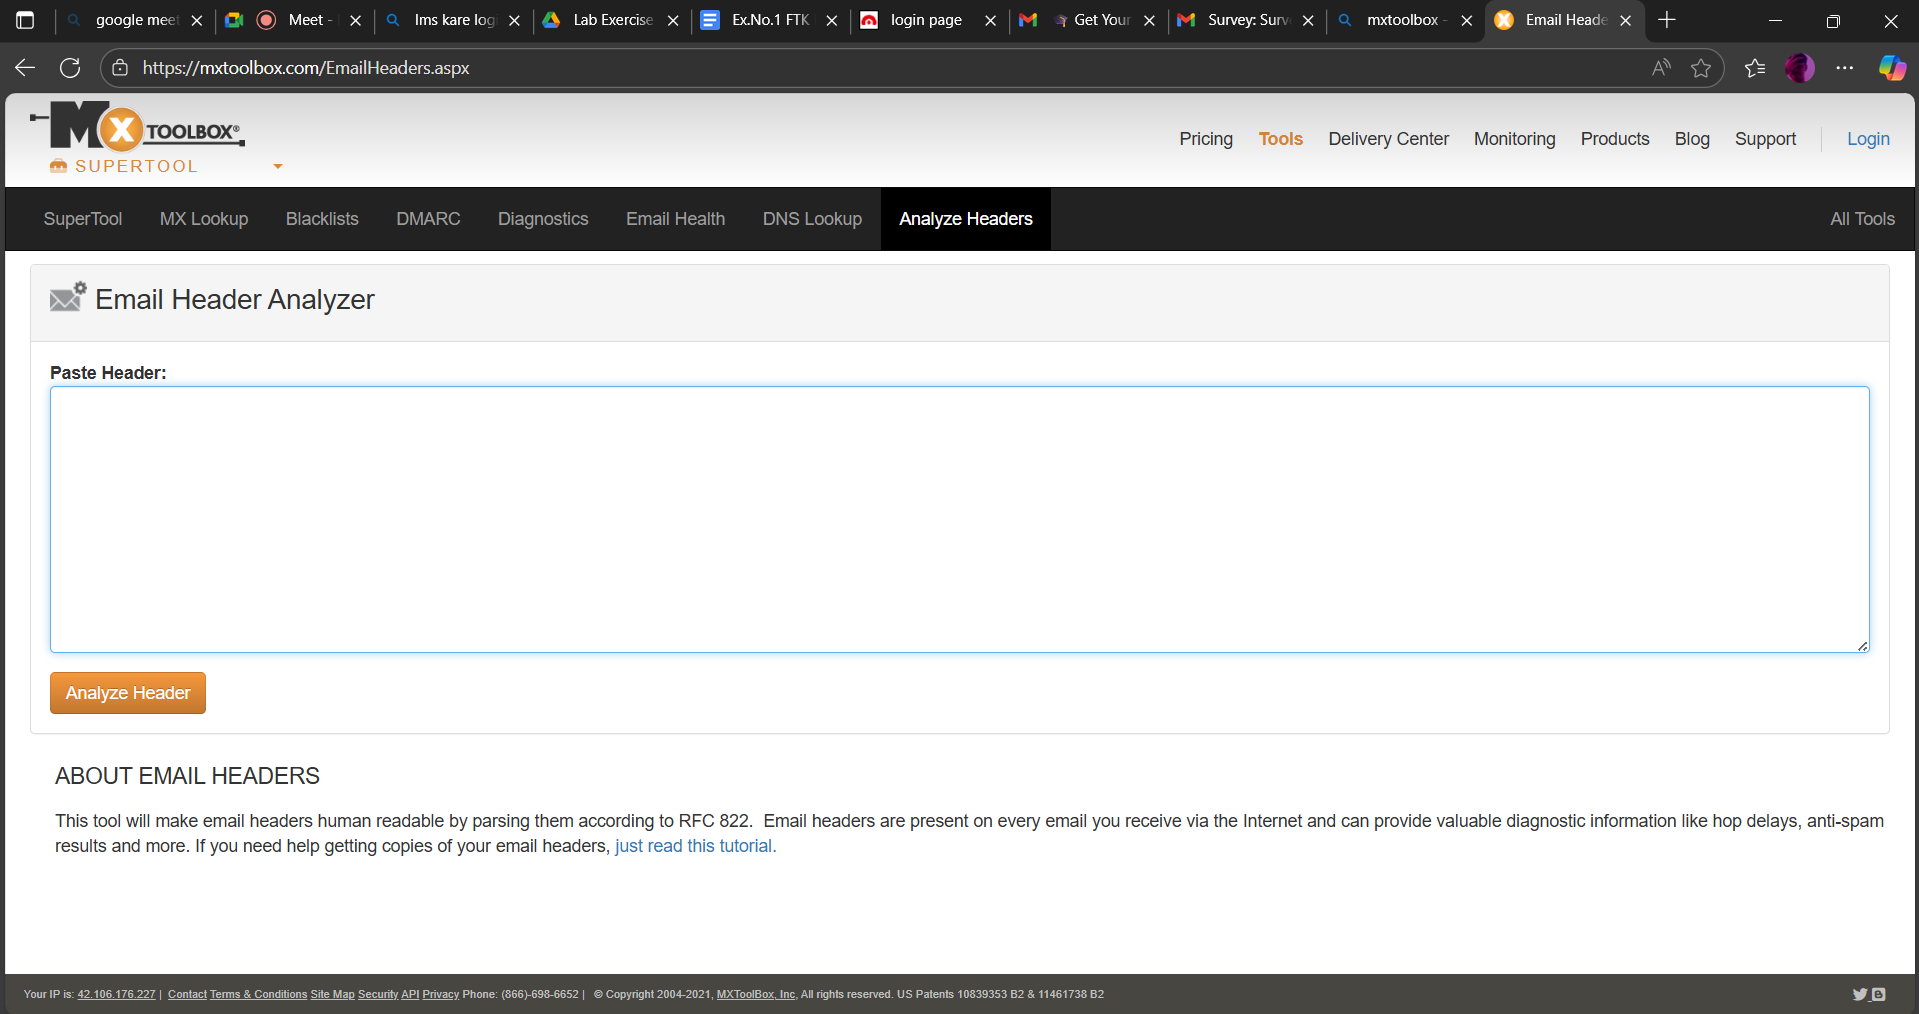 google meet
Meet -
lms kare log
Lab Exercise
Ex.No.1 FTK
login page
Get Your
Survey: Surv
mxtoolbox -
Email Heade
https://mxtoolbox.com/EmailHeaders.aspx
MX TOOLBOX®
SUPERTOOL
Pricing Tools Delivery Center Monitoring Products Blog Support Login
SuperTool MX Lookup Blacklists DMARC Diagnostics Email Health DNS Lookup Analyze Headers All Tools
Email Header Analyzer
Paste Header:
Analyze Header
ABOUT EMAIL HEADERS
This tool will make email headers human readable by parsing them according to RFC 822.  Email headers are present on every email you receive via the Internet and can provide valuable diagnostic information like hop delays, anti-spam
results and more. If you need help getting copies of your email headers, just read this tutorial.
Your IP is: 42.106.176.227 | Contact Terms & Conditions Site Map Security API Privacy Phone: (866)-698-6652 | © Copyright 2004-2021, MXToolBox, Inc, All rights reserved. US Patents 10839353 B2 & 11461738 B2